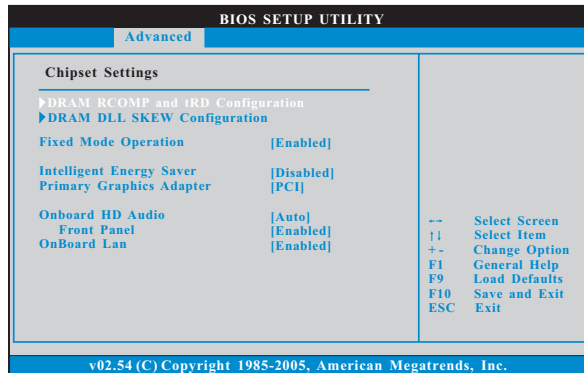 BIOS SETUP UTILITY
Advanced
Chipset Settings
DRAM RCOMP and tRD Configuration
DRAM DLL SKEW Configuration
Fixed Mode Operation [Enabled]
Intelligent Energy Saver [Disabled]
Primary Graphics Adapter [PCI]
Onboard HD Audio [Auto]
Front Panel [Enabled]
OnBoard Lan [Enabled]
←→ Select Screen
↑↓ Select Item
+- Change Option
F1 General Help
F9 Load Defaults
F10 Save and Exit
ESC Exit
v02.54 (C) Copyright 1985-2005, American Megatrends, Inc.